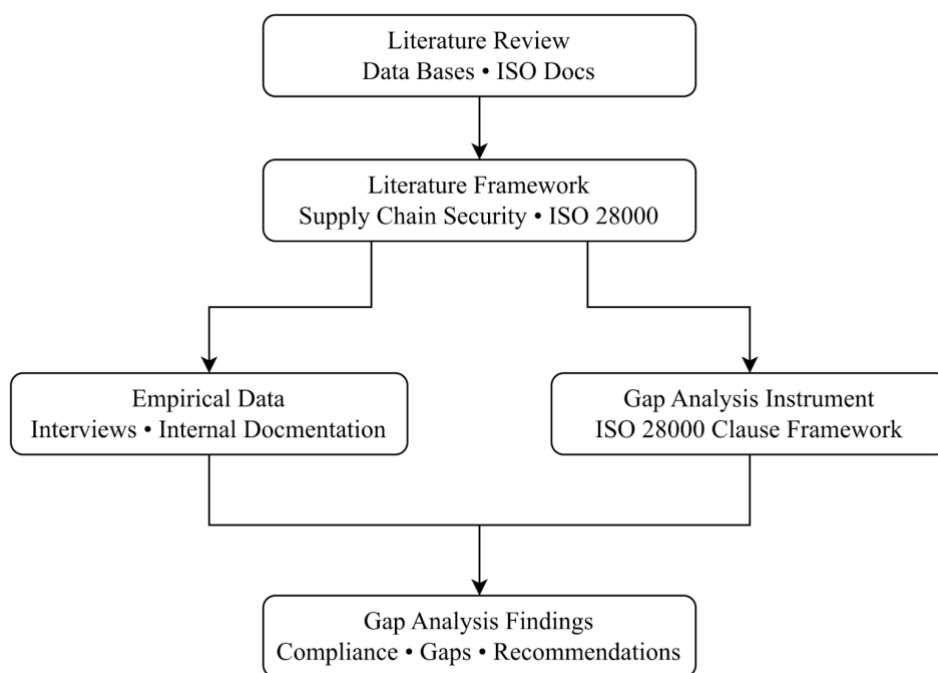 Literature Review
Data Bases • ISO Docs
Literature Framework
Supply Chain Security • ISO 28000
Empirical Data
Interviews • Internal Docmentation
Gap Analysis Instrument
ISO 28000 Clause Framework
Gap Analysis Findings
Compliance • Gaps • Recommendations